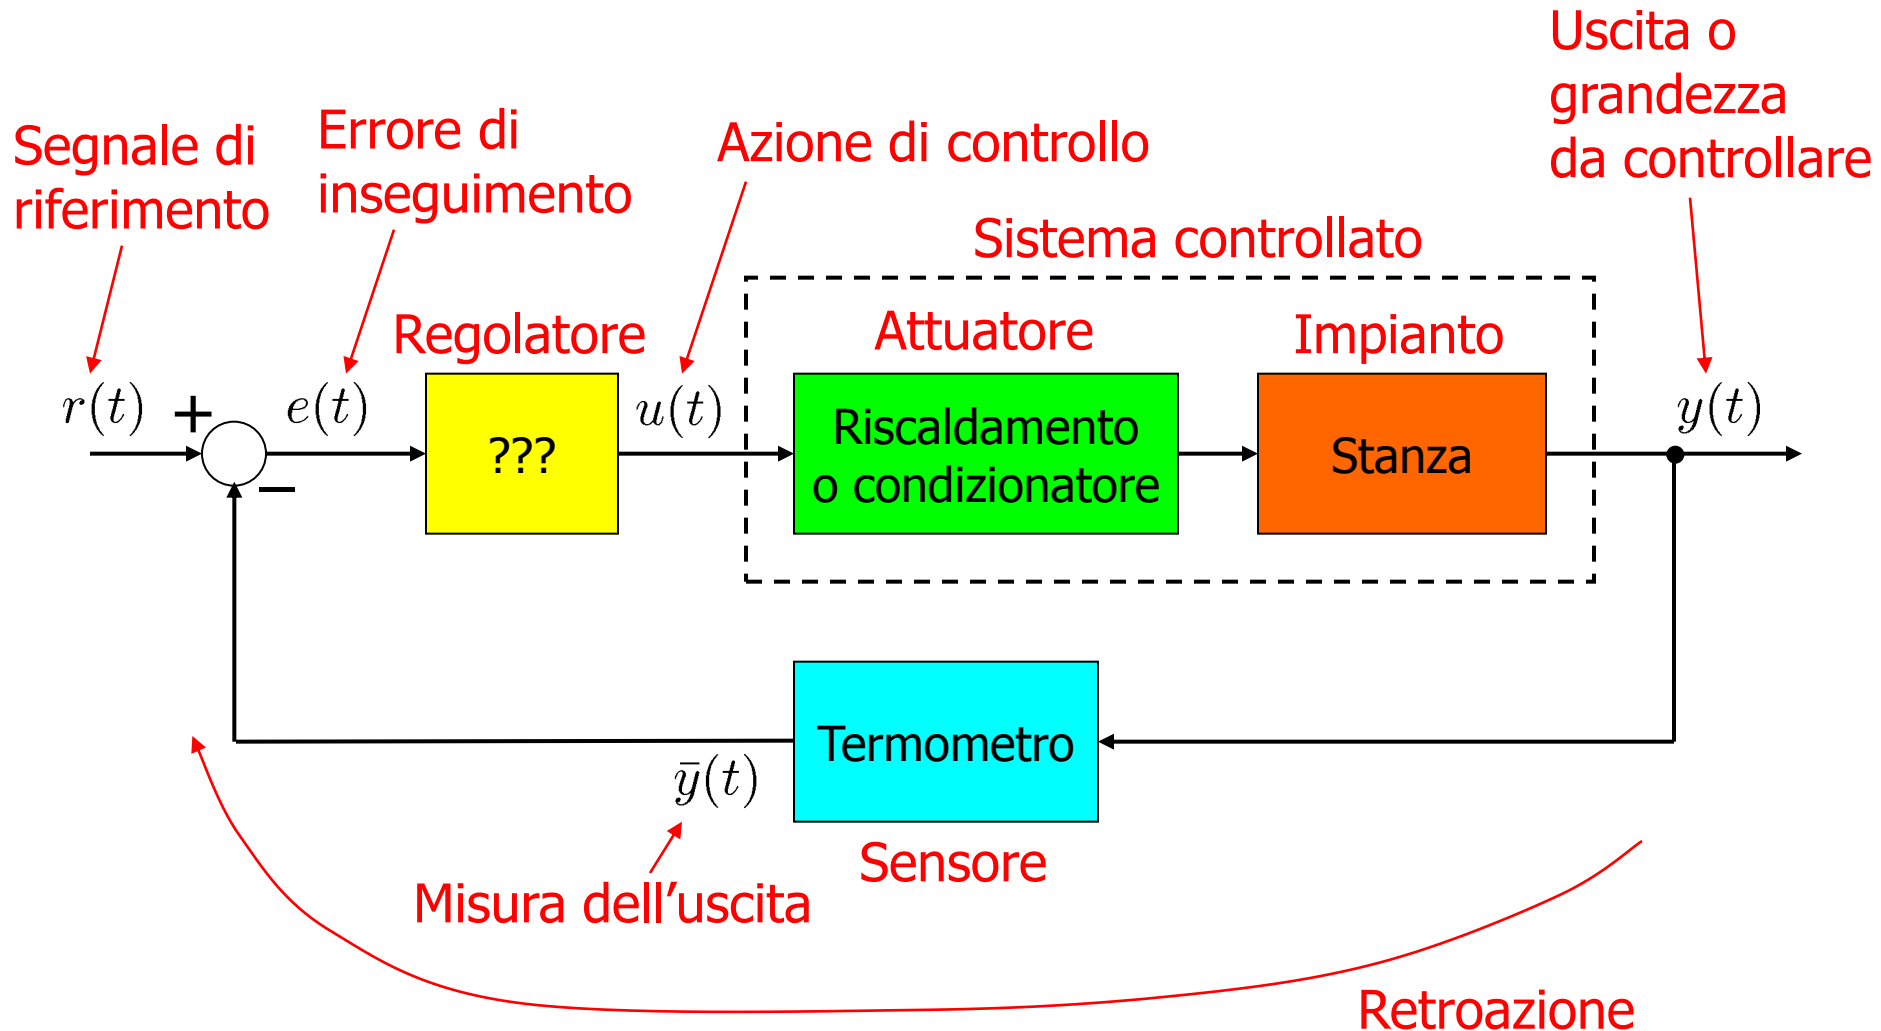 Uscita o
grandezza
da controllare
Segnale di
riferimento
Errore di
inseguimento
Azione di controllo
Sistema controllato
Regolatore
Attuatore
Impianto
r(t)
+
e(t)
???
u(t)
Riscaldamento
o condizionatore
Stanza
y(t)
−
Termometro
ȳ(t)
Sensore
Misura dell’uscita
Retroazione